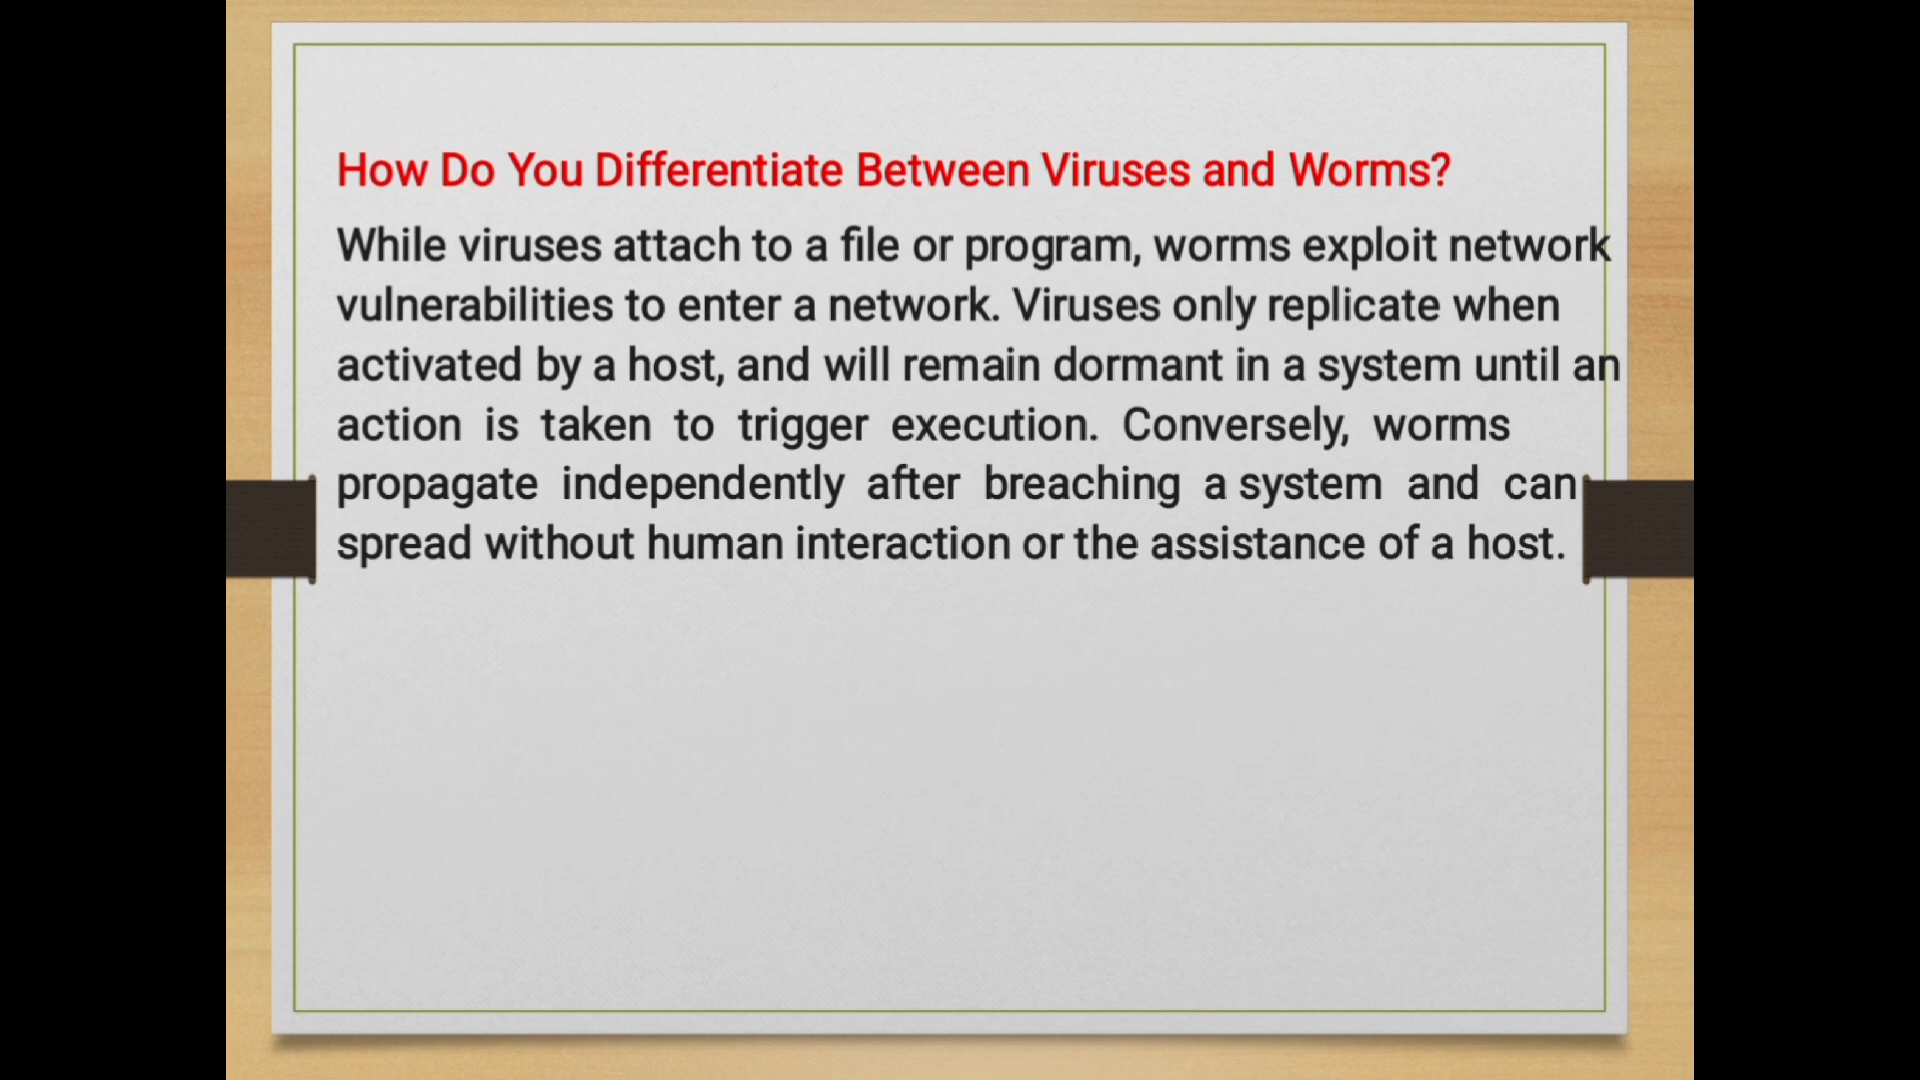 How Do You Differentiate Between Viruses and Worms?
While viruses attach to a file or program, worms exploit network
vulnerabilities to enter a network. Viruses only replicate when
activated by a host, and will remain dormant in a system until an
action is taken to trigger execution. Conversely, worms
propagate independently after breaching a system and can
spread without human interaction or the assistance of a host.